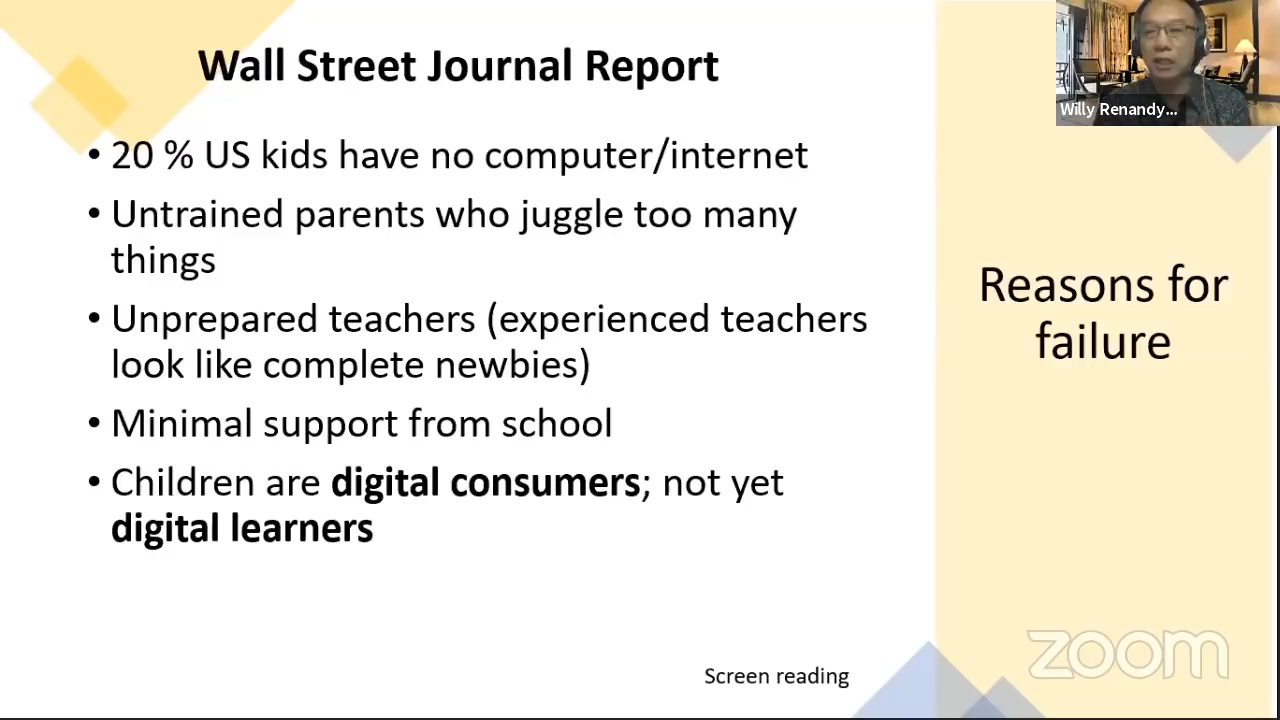 Wall Street Journal Report
• 20 % US kids have no computer/internet
• Untrained parents who juggle too many
things
• Unprepared teachers (experienced teachers
look like complete newbies)
• Minimal support from school
• Children are digital consumers; not yet
digital learners
Screen reading
Reasons for
failure
Willy Renandy...
zoom